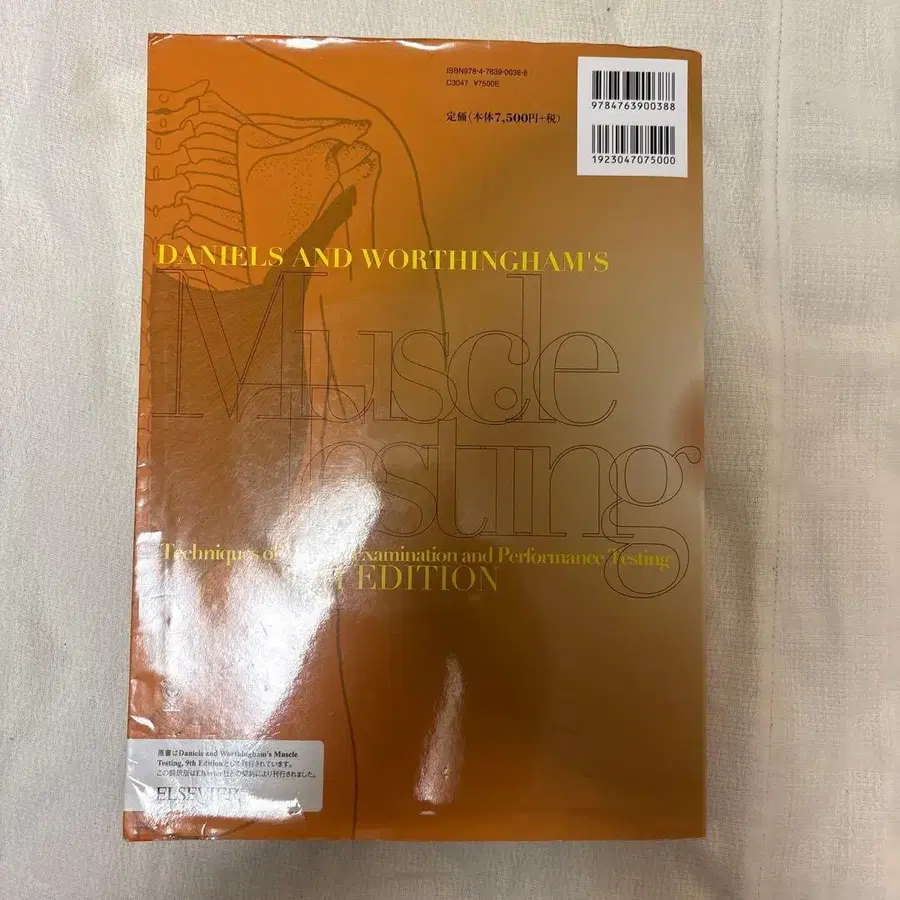 ISBN978-4-7639-0038-8
C3047 ¥7500E
定価(本体7,500円+税)
9784763900388
1923047075000
DANIELS AND WORTHINGHAM'S
Muscle
Testing
Techniques of Examination and Performance Testing
EDITION
原書はDaniels and Worthingham's Muscle
Testing, 9th Editionとして刊行されています。
この翻訳版はElsevier社との契約により刊行されました。
ELSEVIER